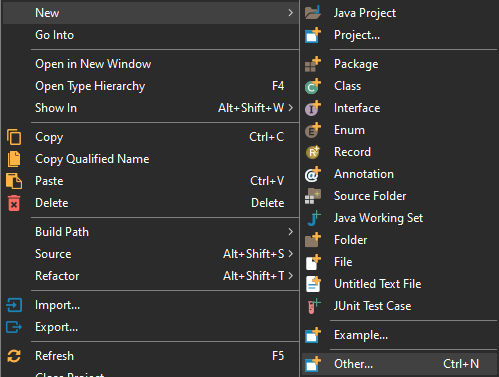 New
Go Into
Open in New Window
Open Type Hierarchy F4
Show In Alt+Shift+W
Copy Ctrl+C
Copy Qualified Name
Paste Ctrl+V
Delete Delete
Build Path
Source Alt+Shift+S
Refactor Alt+Shift+T
Import...
Export...
Refresh F5
Close Project
Java Project
Project...
Package
Class
Interface
Enum
Record
Annotation
Source Folder
Java Working Set
Folder
File
Untitled Text File
JUnit Test Case
Example...
Other... Ctrl+N